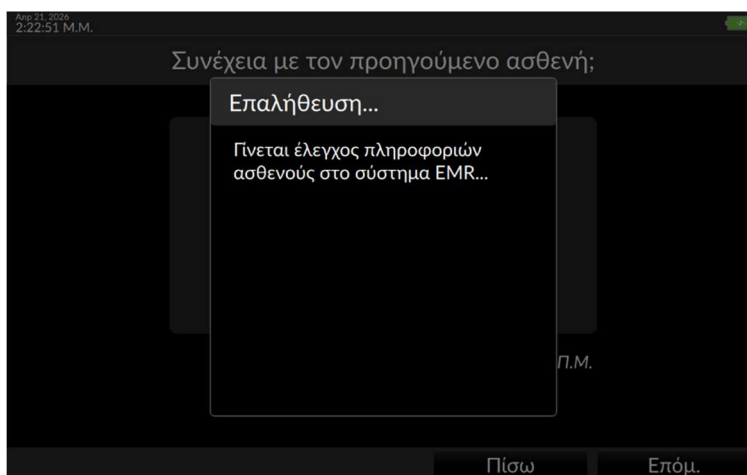 Απρ 21, 2026
2:22:51 Μ.Μ.
Συνέχεια με τον προηγούμενο ασθενή;
Επαλήθευση...
Γίνεται έλεγχος πληροφοριών
ασθενούς στο σύστημα EMR...
Π.Μ.
Πίσω
Επόμ.